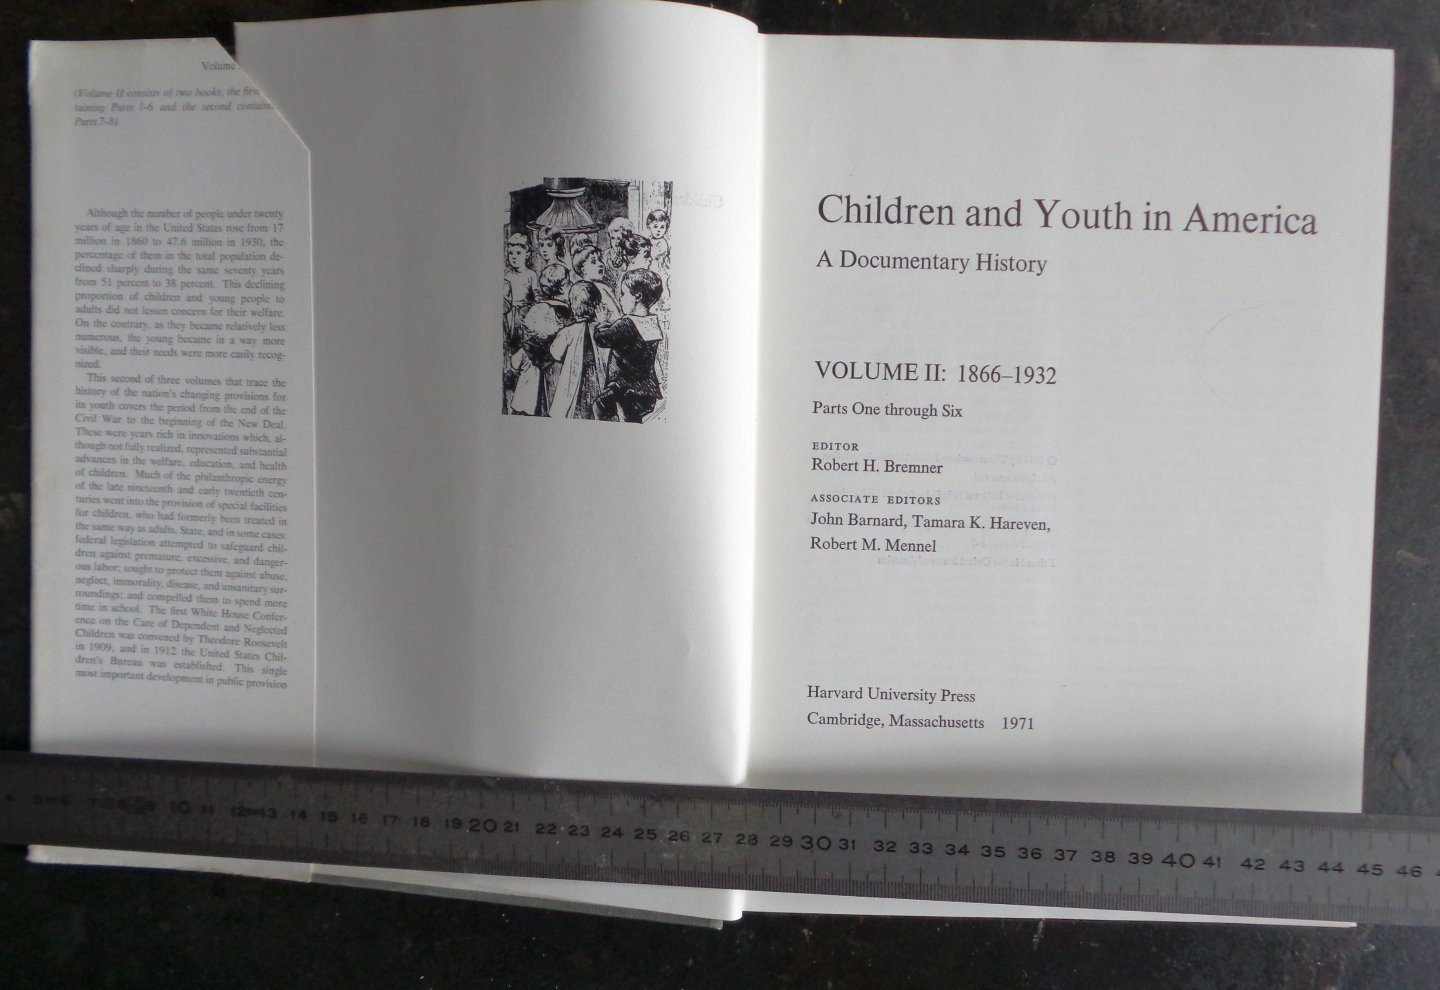 Volume
(Volume II consists of two books, the first
taining Parts 1-6 and the second contain
Parts 7-8)
Although the number of people under twenty
years of age in the United States rose from 17
million in 1860 to 47.6 million in 1930, the
percentage of them in the total population de-
clined sharply during the same seventy years
from 51 percent to 38 percent. This declining
proportion of children and young people to
adults did not lessen concern for their welfare.
On the contrary, as they became relatively less
numerous, the young became in a way more
visible, and their needs were more easily recog-
nized.
This second of three volumes that trace the
history of the nation's changing provisions for
its youth covers the period from the end of the
Civil War to the beginning of the New Deal.
These were years rich in innovations which, al-
though not fully realized, represented substantial
advances in the welfare, education, and health
of children. Much of the philanthropic energy
of the late nineteenth and early twentieth cen-
turies went into the provision of special facilities
for children, who had formerly been treated in
the same way as adults. State, and in some cases,
federal legislation attempted to safeguard chil-
dren against premature, excessive, and danger-
ous labor; sought to protect them against abuse,
neglect, immorality, disease, and unsanitary sur-
roundings; and compelled them to spend more
time in school. The first White House Confer-
ence on the Care of Dependent and Neglected
Children was convened by Theodore Roosevelt
in 1909, and in 1912 the United States Chil-
dren's Bureau was established. This single
most important development in public provision
Children and Youth in America
A Documentary History
VOLUME II: 1866–1932
Parts One through Six
EDITOR
Robert H. Bremner
ASSOCIATE EDITORS
John Barnard, Tamara K. Hareven,
Robert M. Mennel
Harvard University Press
Cambridge, Massachusetts 1971
10 11 12 13 14 15 16 17 18 19 20 21 22 23 24 25 26 27 28 29 30 31 32 33 34 35 36 37 38 39 40 41 42 43 44 45 46